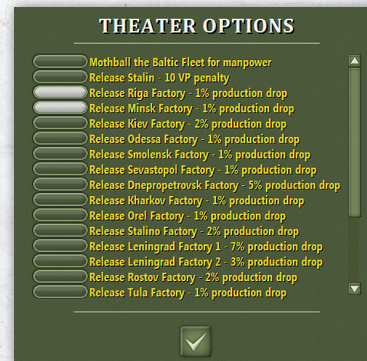 THEATER OPTIONS
Mothball the Baltic Fleet for manpower
Release Stalin - 10 VP penalty
Release Riga Factory - 1% production drop
Release Minsk Factory - 1% production drop
Release Kiev Factory - 2% production drop
Release Odessa Factory - 1% production drop
Release Smolensk Factory - 1% production drop
Release Sevastopol Factory - 1% production drop
Release Dnepropetrovsk Factory - 5% production drop
Release Kharkov Factory - 1% production drop
Release Orel Factory - 1% production drop
Release Stalino Factory - 2% production drop
Release Leningrad Factory 1 - 7% production drop
Release Leningrad Factory 2 - 3% production drop
Release Rostov Factory - 2% production drop
Release Tula Factory - 1% production drop